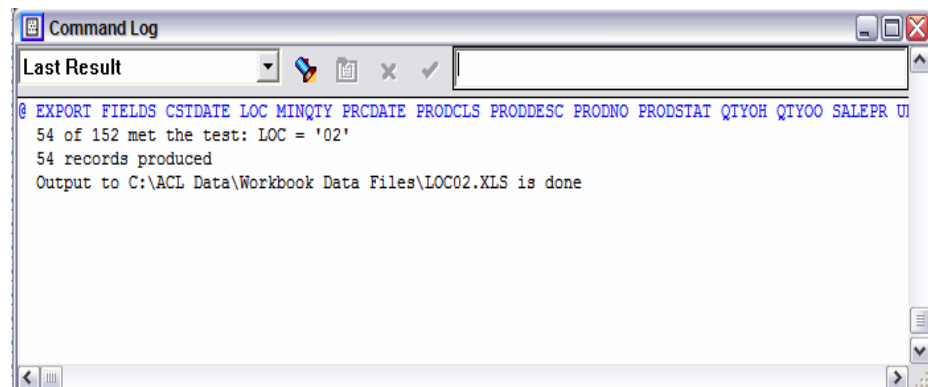 Command Log
Last Result
@ EXPORT FIELDS CSTDATE LOC MINQTY PRCDATE PRODCLS PRODDESC PRODNO PRODSTAT QTYOH QTYOO SALEPR
54 of 152 met the test: LOC = '02'
54 records produced
Output to C:\ACL Data\Workbook Data Files\LOC02.XLS is done